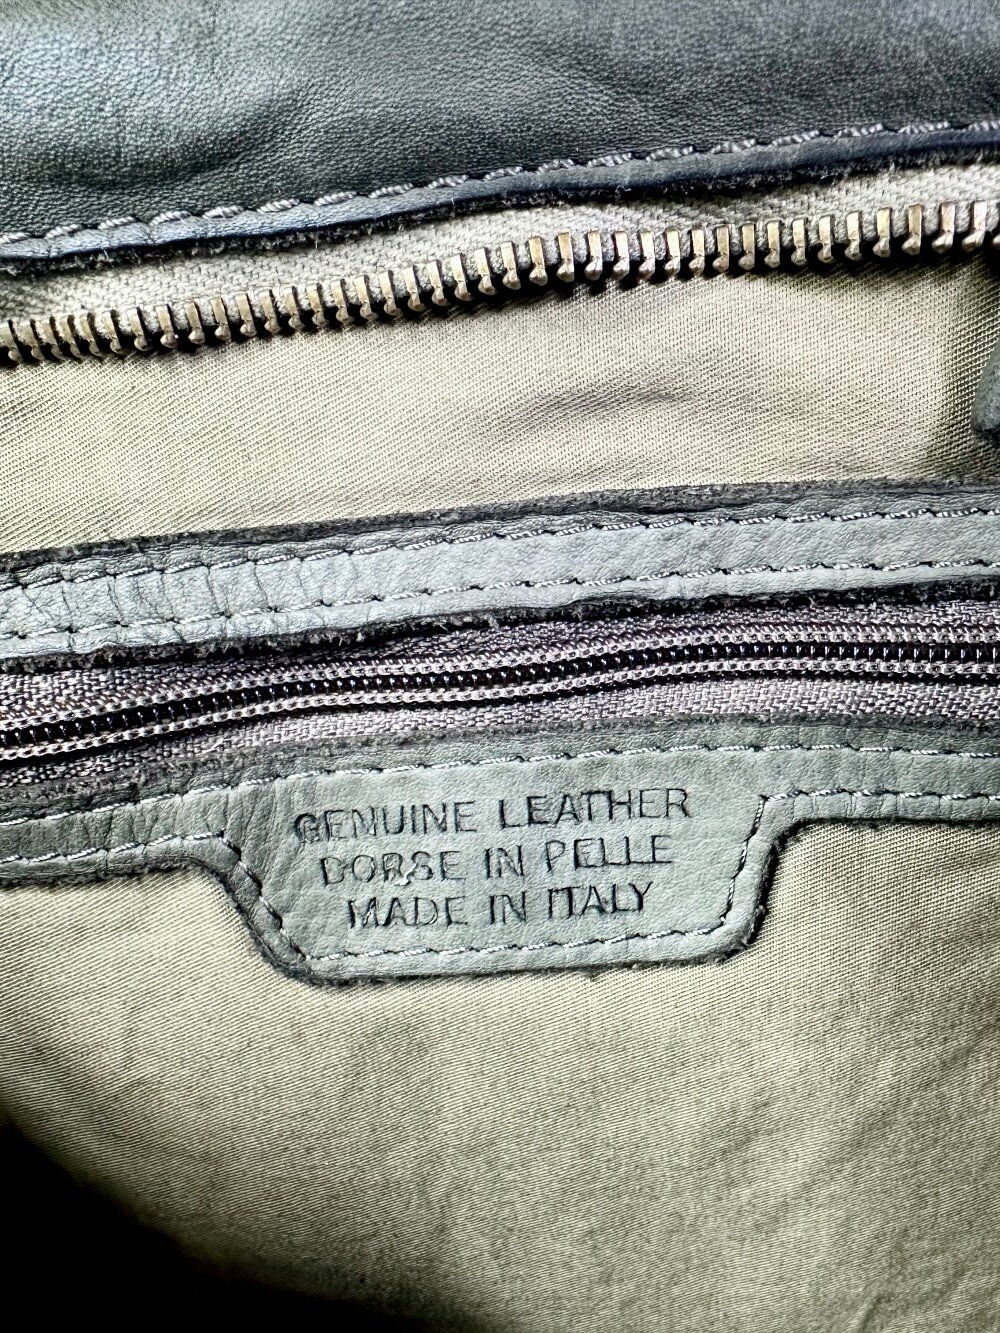 GENUINE LEATHER
BORSE IN PELLE
MADE IN ITALY